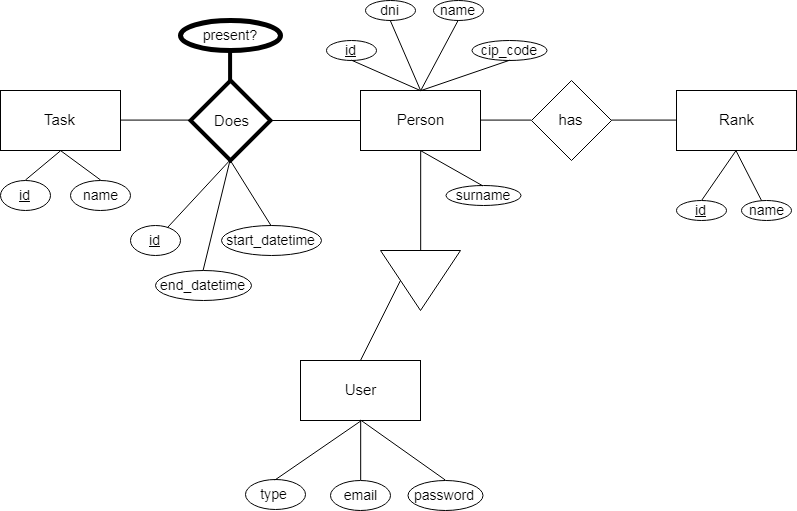 dni
name
present?
id
cip_code
Task
Does
Person
has
Rank
id
name
surname
id
name
id
start_datetime
end_datetime
User
type
email
password